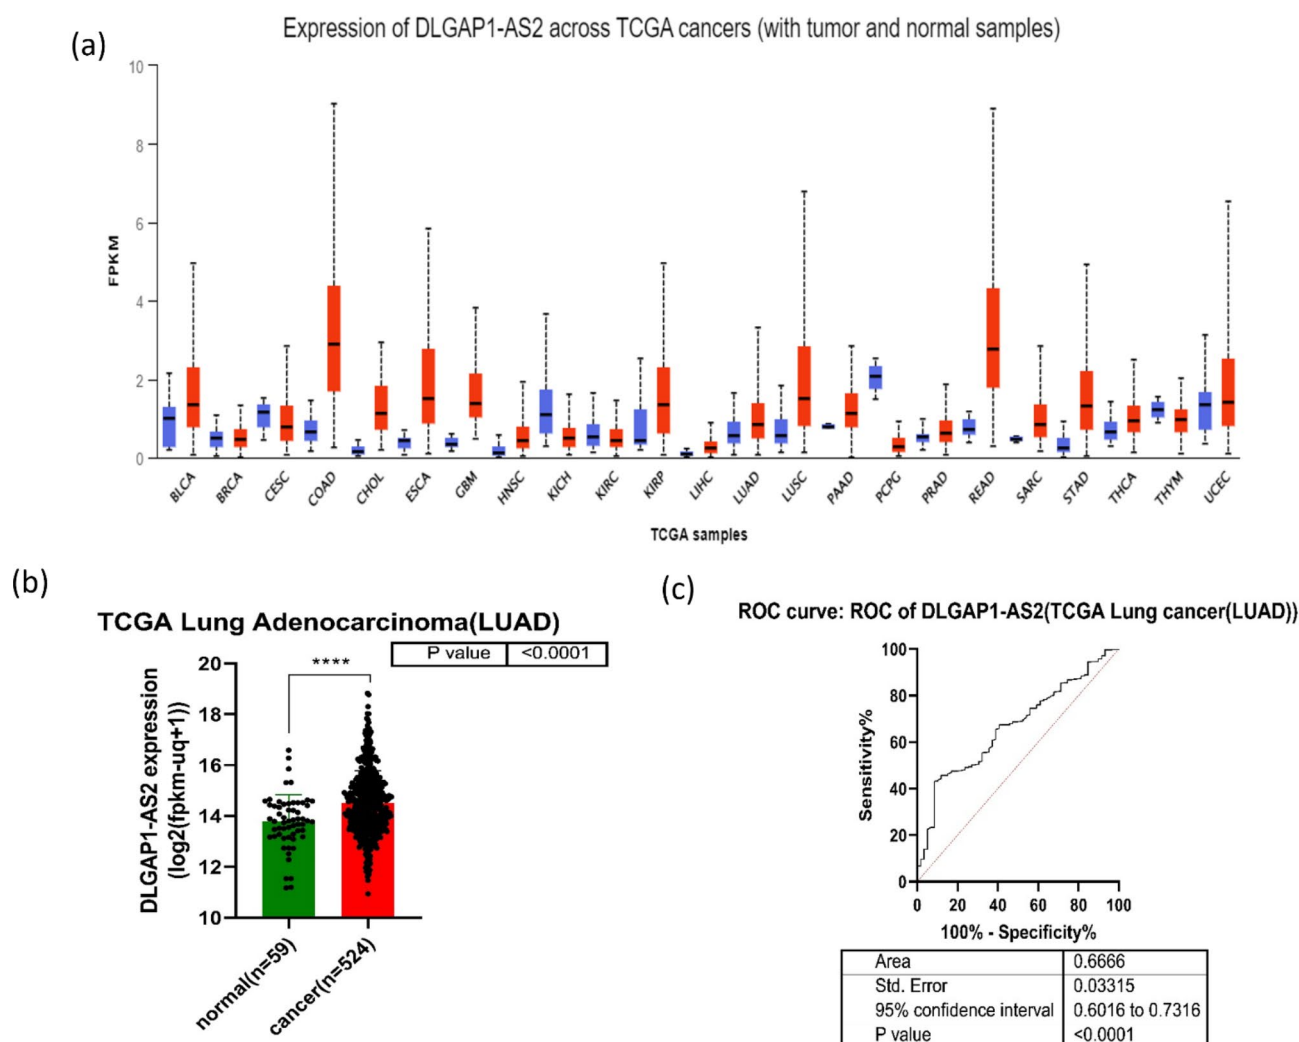 (a)
Expression of DLGAP1-AS2 across TCGA cancers (with tumor and normal samples)
10
8
6
4
2
0
FPKM
BLCA
BRCA
CESC
COAD
CHOL
ESCA
GBM
HNSC
KICH
KIRC
KIRP
LIHC
LUAD
LUSC
PAAD
PCPG
PRAD
READ
SARC
STAD
THCA
THYM
UCEC
TCGA samples
(b)
TCGA Lung Adenocarcinoma(LUAD)
P value <0.0001
****
20
18
16
14
12
10
DLGAP1-AS2 expression
(log2(fpkm-uq+1))
normal(n=59)
cancer(n=524)
(c)
ROC curve: ROC of DLGAP1-AS2(TCGA Lung cancer(LUAD))
100
80
60
40
20
0
Sensitivity%
0 20 40 60 80 100
100% - Specificity%
Area 0.6666
Std. Error 0.03315
95% confidence interval 0.6016 to 0.7316
P value <0.0001